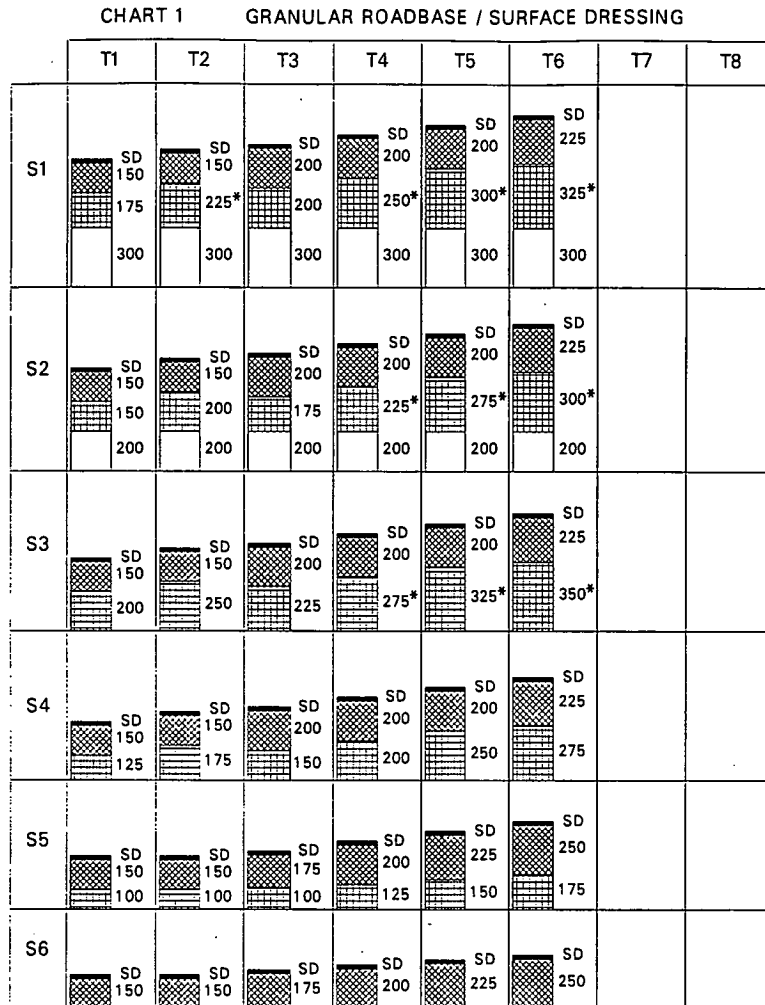 CHART 1 GRANULAR ROADBASE / SURFACE DRESSING
T1 T2 T3 T4 T5 T6 T7 T8
S1
SD SD SD SD SD SD
150 150 200 200 200 225
175 225* 200 250* 300* 325*
300 300 300 300 300 300
S2
SD SD SD SD SD SD
150 150 200 200 200 225
150 200 175 225* 275* 300*
200 200 200 200 200 200
S3
SD SD SD SD SD SD
150 150 200 200 200 225
200 250 225 275* 325* 350*
S4
SD SD SD SD SD SD
150 150 200 200 200 225
125 175 150 200 250 275
S5
SD SD SD SD SD SD
150 150 175 200 225 250
100 100 100 125 150 175
S6
SD SD SD SD SD SD
150 150 175 200 225 250